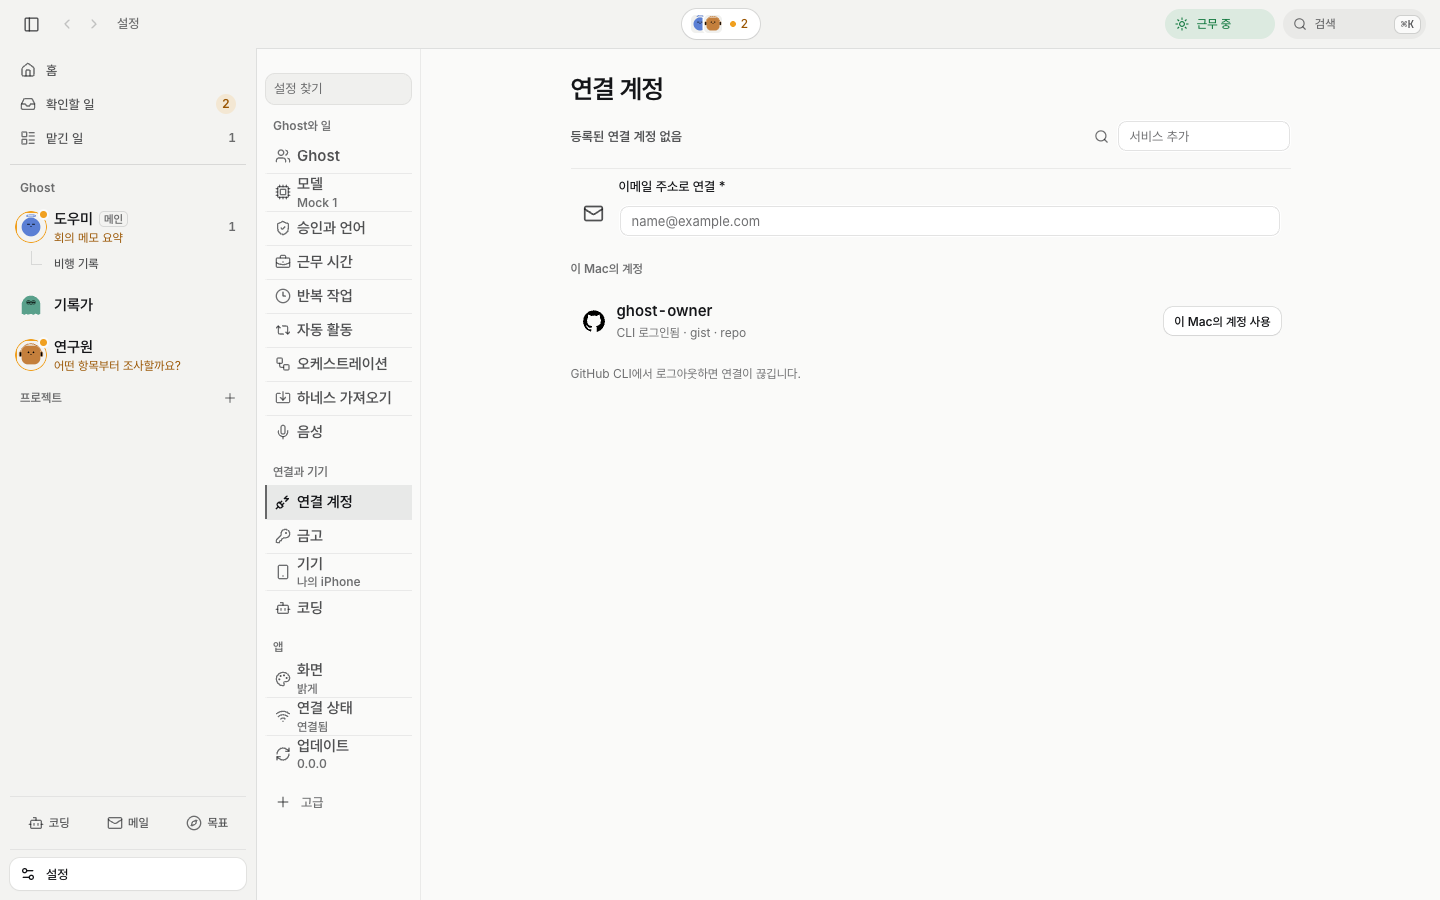 설정
2
근무 중
검색
⌘K
홈
확인할 일
2
맡긴 일
1
Ghost
도우미
메인
회의 메모 요약
1
비행 기록
기록가
연구원
어떤 항목부터 조사할까요?
프로젝트
코딩
메일
목표
설정
설정 찾기
Ghost와 일
Ghost
모델
Mock 1
승인과 언어
근무 시간
반복 작업
자동 활동
오케스트레이션
하네스 가져오기
음성
연결과 기기
연결 계정
금고
기기
나의 iPhone
코딩
앱
화면
밝게
연결 상태
연결됨
업데이트
0.0.0
고급
연결 계정
등록된 연결 계정 없음
서비스 추가
이메일 주소로 연결 *
name@example.com
이 Mac의 계정
ghost-owner
CLI 로그인됨 · gist · repo
이 Mac의 계정 사용
GitHub CLI에서 로그아웃하면 연결이 끊깁니다.